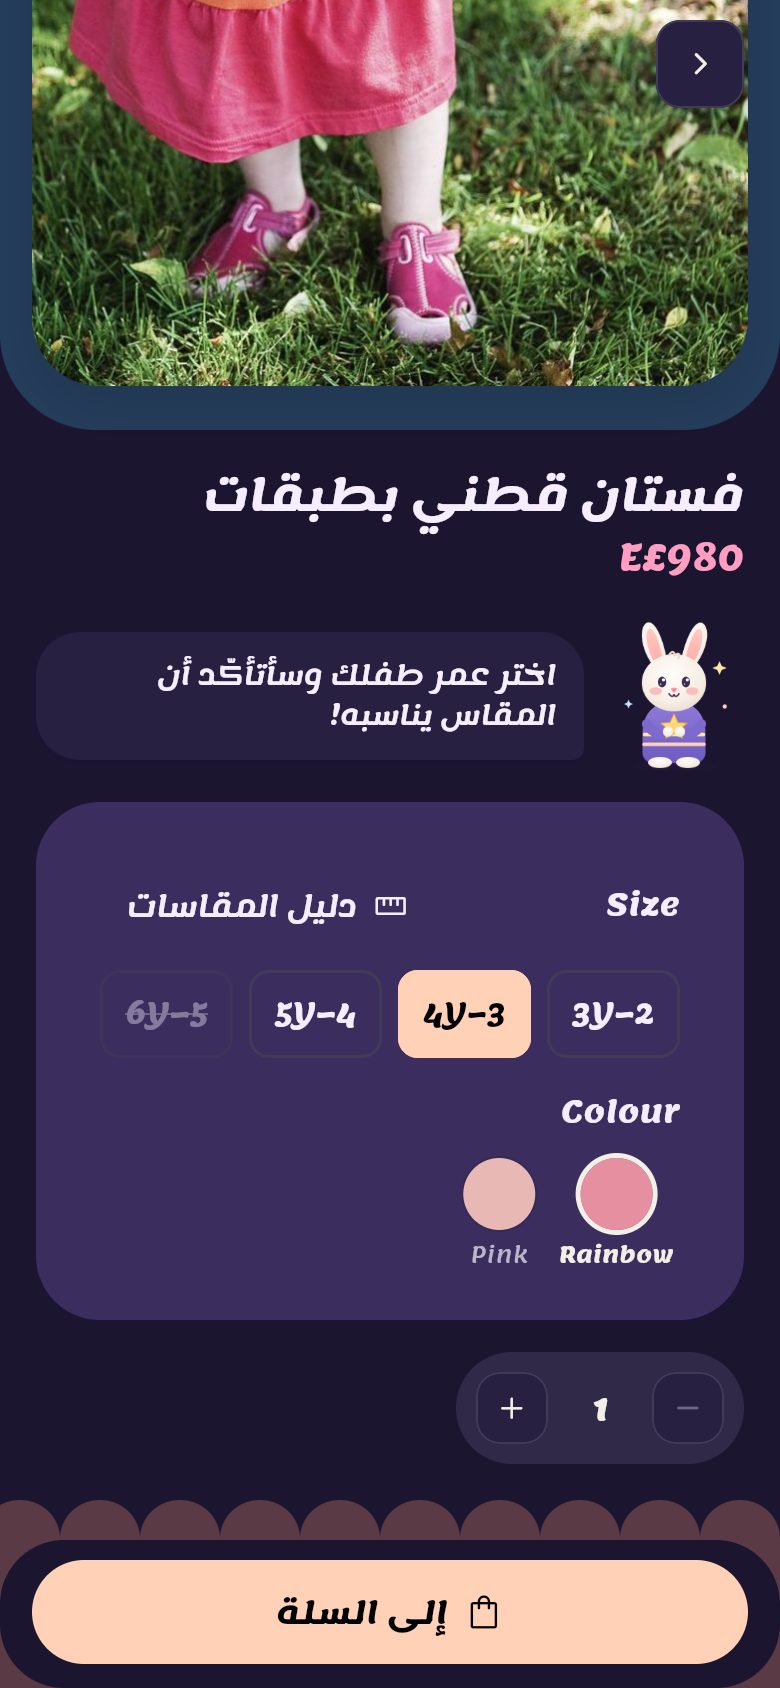 فستان قطني بطبقات
E£980
اختر عمر طفلك وسأتأكّد أن
المقاس يناسبه!
Size
دليل المقاسات
3Y–2
4Y–3
5Y–4
6Y–5
Colour
Rainbow
Pink
1
إلى السلة